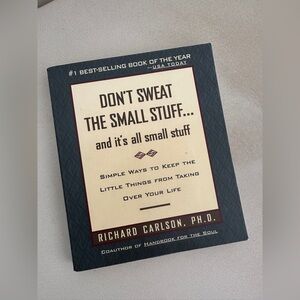 #1 BEST-SELLING BOOK OF THE YEAR
—USA TODAY
DON'T SWEAT
THE SMALL STUFF...
and it's all small stuff
SIMPLE WAYS TO KEEP THE
LITTLE THINGS FROM TAKING
OVER YOUR LIFE
RICHARD CARLSON, PH.D.
COAUTHOR OF HANDBOOK FOR THE SOUL